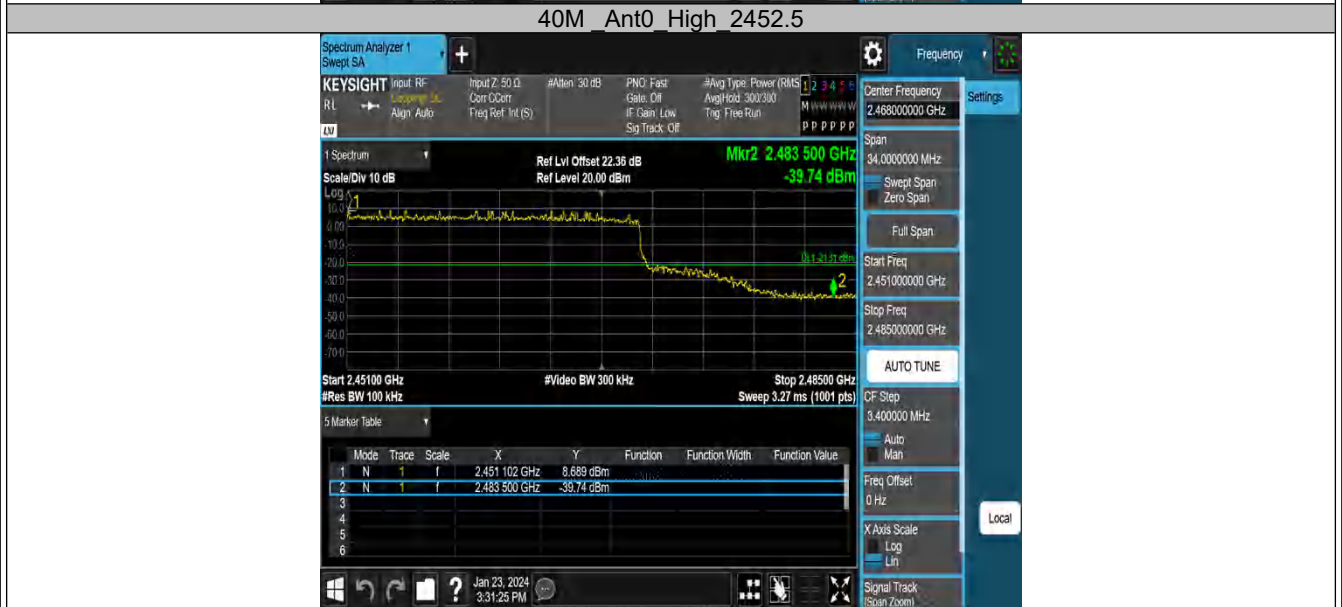 40M _Ant0_High_2452.5
Spectrum Analyzer 1
Swept SA
+
Frequency
KEYSIGHT
RL
LXI
Input: RF
Align: Auto
Input Z: 50 Ω
Corr CCorr
Freq Ref: Int (S)
#Atten: 30 dB
PNO: Fast
Gate: Off
IF Gain: Low
Sig Track: Off
#Avg Type: Power (RMS
Avg|Hold: 300/300
Trig: Free Run
1 2 3 4 5 6
M W W W W W
P P P P P P
Center Frequency
2.468000000 GHz
Settings
Span
34.0000000 MHz
Swept Span
Zero Span
Full Span
Start Freq
2.451000000 GHz
Stop Freq
2.485000000 GHz
AUTO TUNE
CF Step
3.400000 MHz
Auto
Man
Freq Offset
0 Hz
X Axis Scale
Log
Lin
Signal Track
(Span Zoom)
Local
1 Spectrum
Scale/Div 10 dB
Ref Lvl Offset 22.36 dB
Ref Level 20.00 dBm
Mkr2 2.483 500 GHz
-39.74 dBm
Log
10.0
0.00
-10.0
-20.0
-30.0
-40.0
-50.0
-60.0
-70.0
1
DL1 -21.31 dBm
2
Start 2.45100 GHz
#Res BW 100 kHz
#Video BW 300 kHz
Stop 2.48500 GHz
Sweep 3.27 ms (1001 pts)
5 Marker Table
Mode Trace Scale X Y Function Function Width Function Value
1 N 1 f 2.451 102 GHz 8.689 dBm
2 N 1 f 2.483 500 GHz -39.74 dBm
3
4
5
6
?
Jan 23, 2024
3:31:25 PM